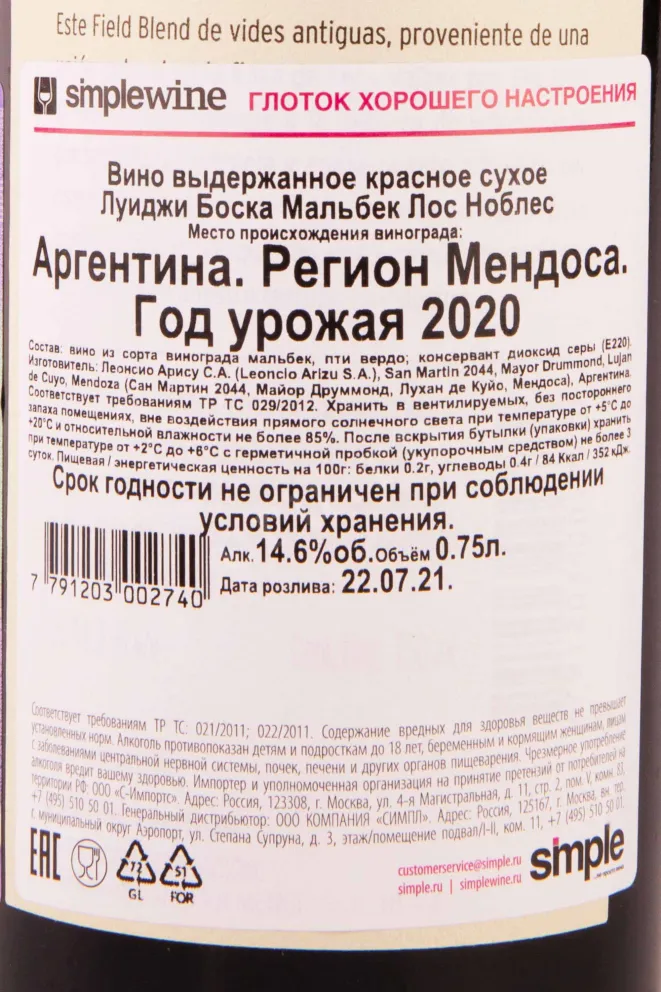 Este Field Blend de vides antiguas, proveniente de una
simplewine ГЛОТОК ХОРОШЕГО НАСТРОЕНИЯ
Вино выдержанное красное сухое
Луиджи Боска Мальбек Лос Ноблес
Место происхождения винограда:
Аргентина. Регион Мендоса.
Год урожая 2020
Состав: вино из сорта винограда мальбек, пти вердо; консервант диоксид серы (E220).
Изготовитель: Леонсио Арису С.А. (Leoncio Arizu S.A.), San Martin 2044, Mayor Drummond, Lujan
de Cuyo, Mendoza (Сан Мартин 2044, Майор Друммонд, Лухан де Куйо, Мендоса), Аргентина.
Соответствует требованиям ТР ТС 029/2012. Хранить в вентилируемых, без постороннего
запаха помещениях, вне воздействия прямого солнечного света при температуре от +5°С до
+20°С и относительной влажности не более 85%. После вскрытия бутылки (упаковки) хранить
при температуре от +2°С до +6°С с герметичной пробкой (укупорочным средством) не более 3
суток. Пищевая / энергетическая ценность на 100г: белки 0.2г, углеводы 0.4г / 84 Ккал / 352 кДж.
Срок годности не ограничен при соблюдении
условий хранения.
Алк. 14.6%об. Объём 0.75л.
7 791203 002740 Дата розлива: 22.07.21.
Соответствует требованиям ТР ТС: 021/2011; 022/2011. Содержание вредных для здоровья веществ не превышает
установленных норм. Алкоголь противопоказан детям и подросткам до 18 лет, беременным и кормящим женщинам, лицам
с заболеваниями центральной нервной системы, почек, печени и других органов пищеварения. Чрезмерное употребление
алкоголя вредит вашему здоровью. Импортер и уполномоченная организация на принятие претензий от потребителей на
территории РФ: ООО «С-Импортс». Адрес: Россия, 123308, г. Москва, ул. 4-я Магистральная, д. 11, стр. 2, пом. V, комн. 83,
+7 (495) 510 50 01. Генеральный дистрибьютор: ООО КОМПАНИЯ «СИМПЛ», Адрес: Россия, 125167, г. Москва, вн. тер.
г. муниципальный округ Аэропорт, ул. Степана Супруна, д. 3, этаж/помещение подвал/I-II, ком. 11, +7 (495) 510 50 01.
EAC 72 51 customerservice@simple.ru simple
GL FOR simple.ru | simplewine.ru